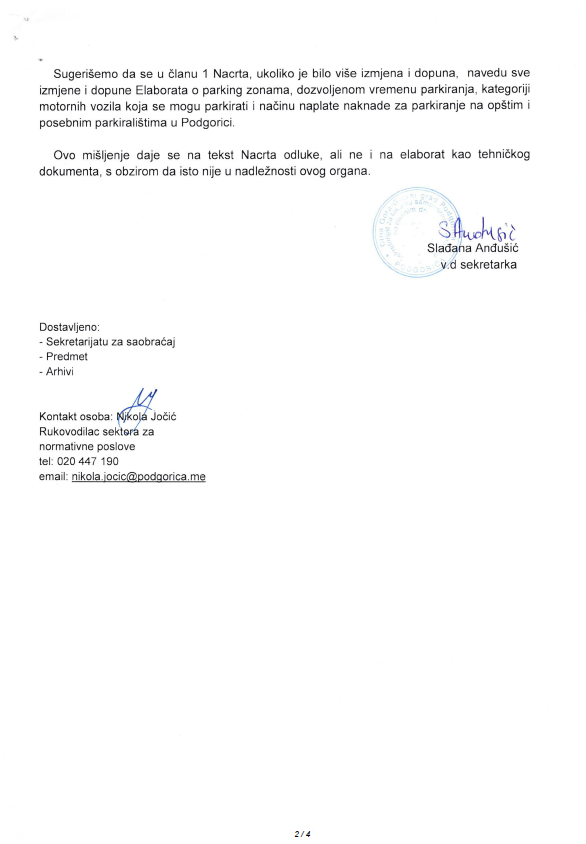 Sugerišemo da se u članu 1 Nacrta, ukoliko je bilo više izmjena i dopuna, navedu sve
izmjene i dopune Elaborata o parking zonama, dozvoljenom vremenu parkiranja, kategoriji
motornih vozila koja se mogu parkirati i načinu naplate naknade za parkiranje na opštim i
posebnim parkiralištima u Podgorici.
Ovo mišljenje daje se na tekst Nacrta odluke, ali ne i na elaborat kao tehničkog
dokumenta, s obzirom da isto nije u nadležnosti ovog organa.
Slađana Anđušić
v.d sekretarka
Dostavljeno:
- Sekretarijatu za saobraćaj
- Predmet
- Arhivi
Kontakt osoba: Nikola Jočić
Rukovodilac sektora za
normativne poslove
tel: 020 447 190
email: nikola.jocic@podgorica.me
2 / 4